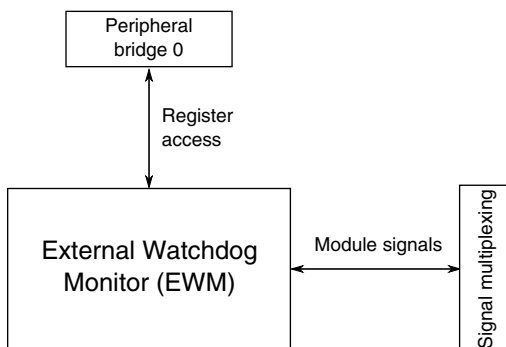 Peripheral
bridge 0
Register
access
External Watchdog
Monitor (EWM)
Module signals
Signal multiplexing